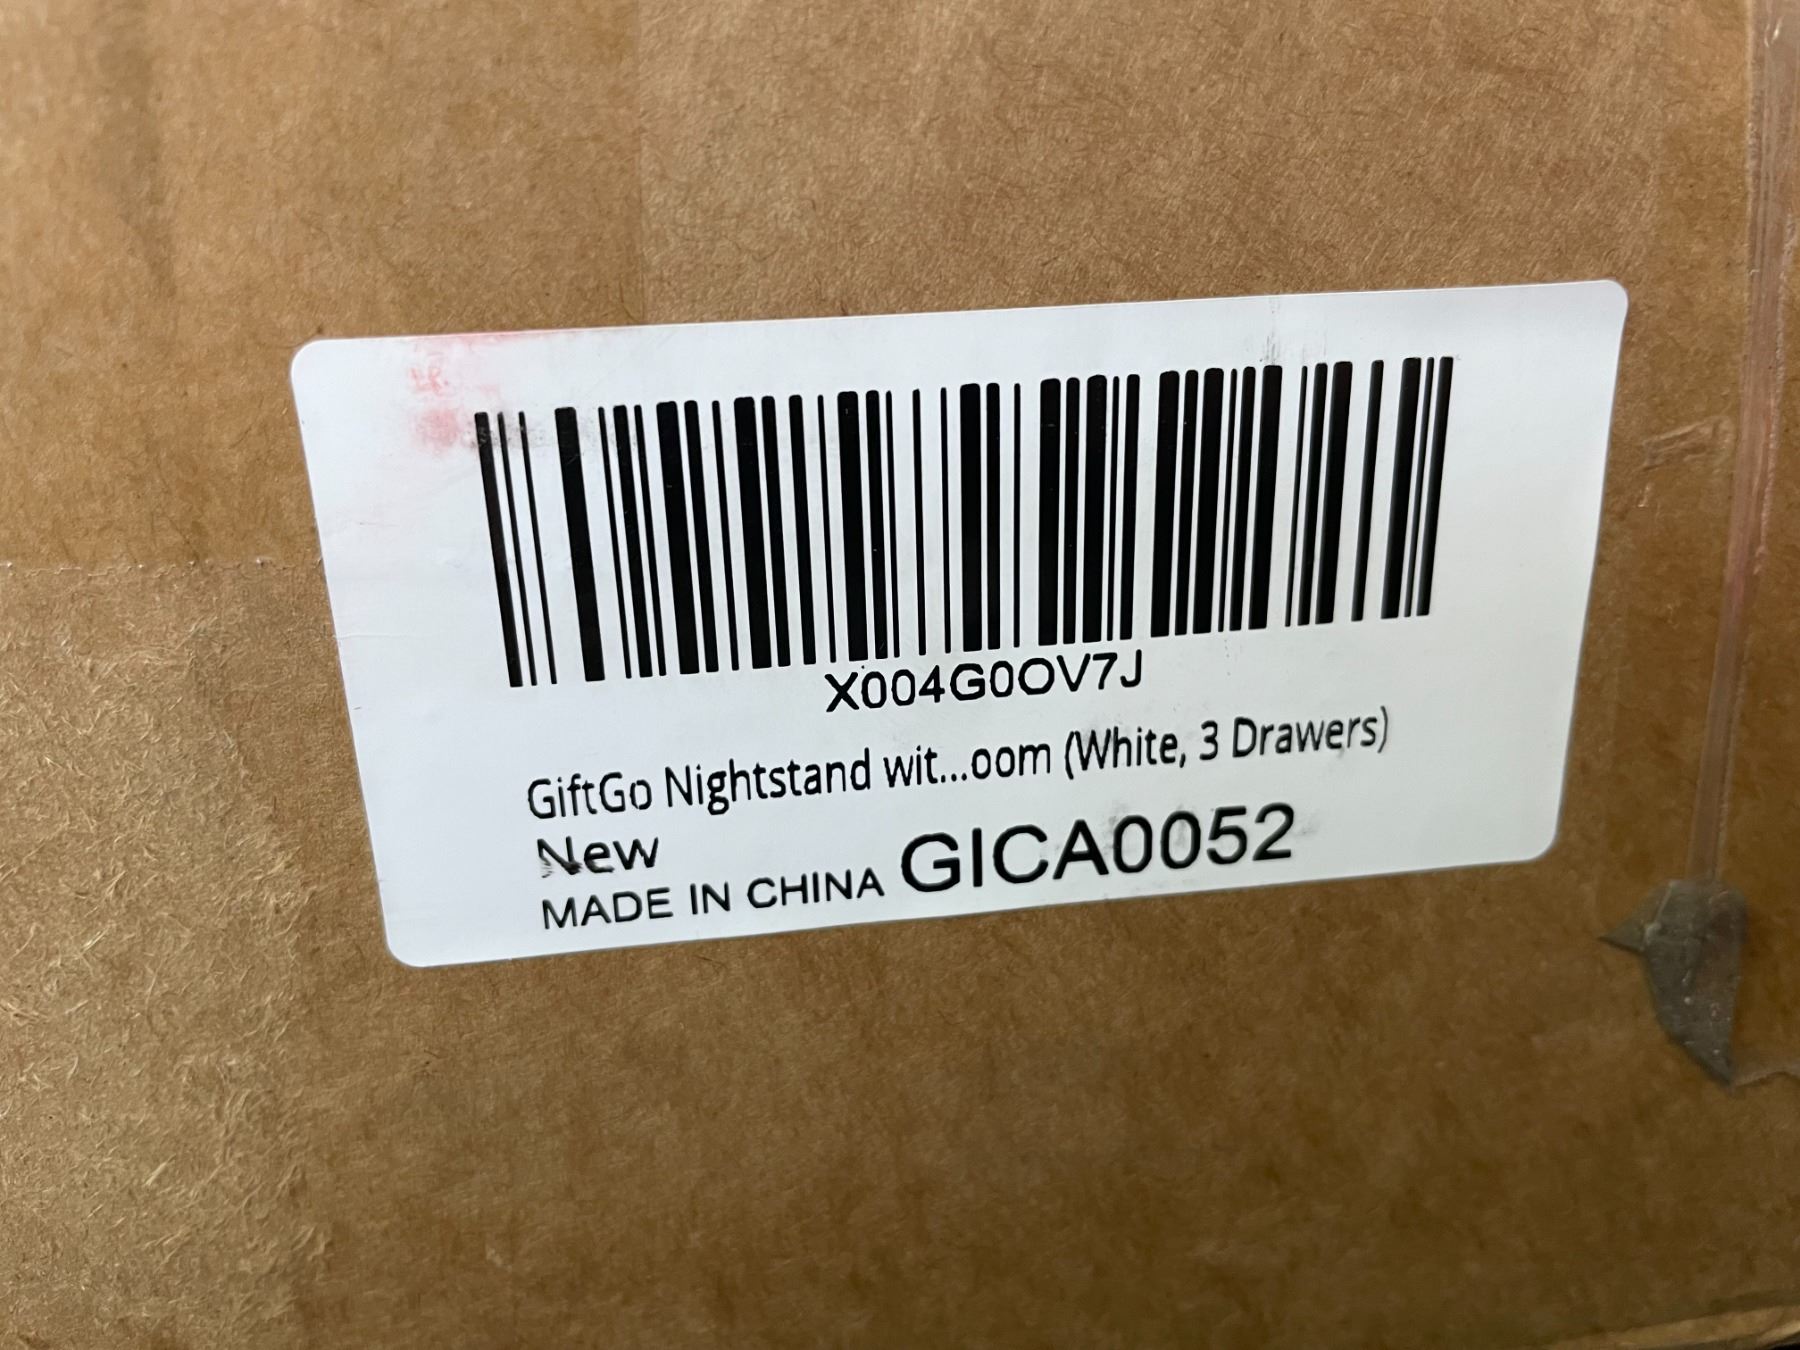 X004G0OV7J
GiftGo Nightstand wit...oom (White, 3 Drawers)
New
MADE IN CHINA GICA0052